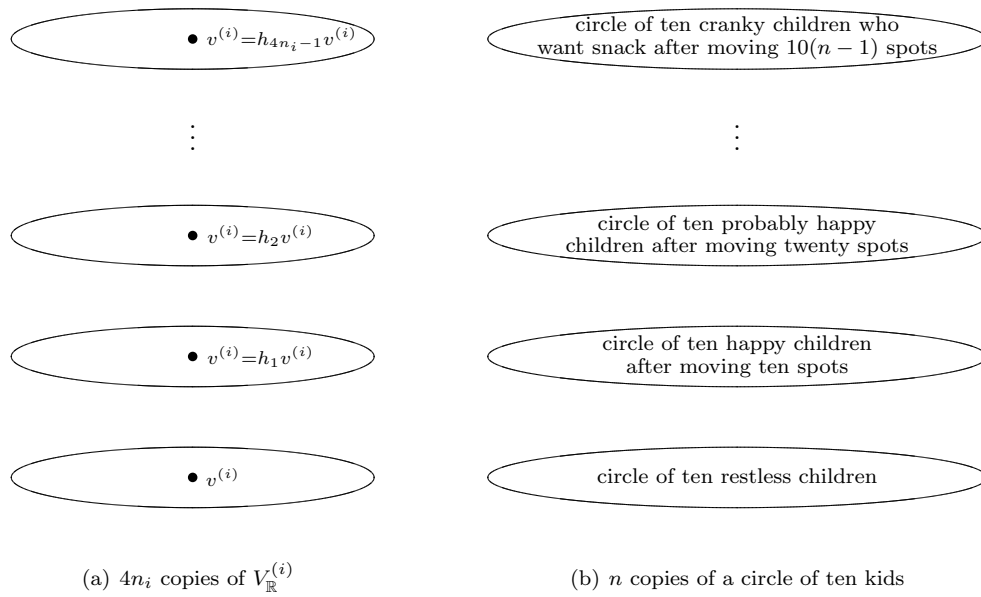 v^{(i)}=h_{4n_i−1}v^{(i)}
⋮
v^{(i)}=h_2v^{(i)}
v^{(i)}=h_1v^{(i)}
v^{(i)}
(a) 4n_i copies of V_ℝ^{(i)}
circle of ten cranky children who
want snack after moving 10(n − 1) spots
⋮
circle of ten probably happy
children after moving twenty spots
circle of ten happy children
after moving ten spots
circle of ten restless children
(b) n copies of a circle of ten kids